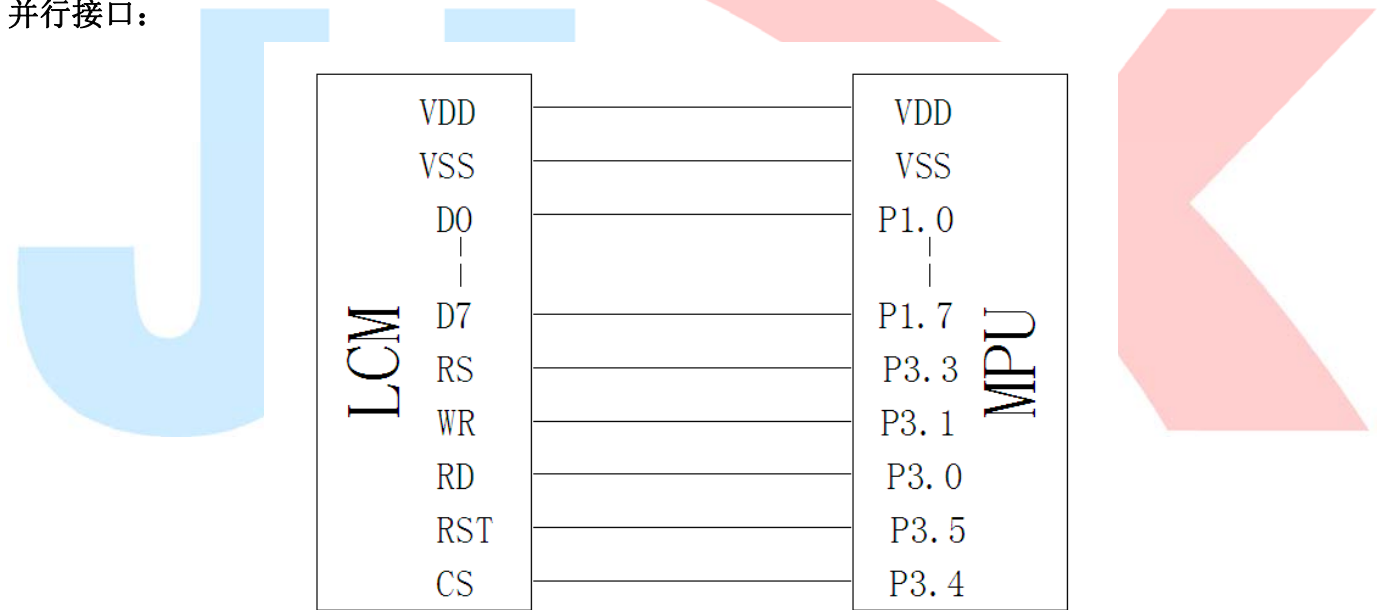 并行接口：
VDD VDD
VSS VSS
D0 P1.0
D7 P1.7
RS P3.3
WR P3.1
RD P3.0
RST P3.5
CS P3.4
LCM MPU